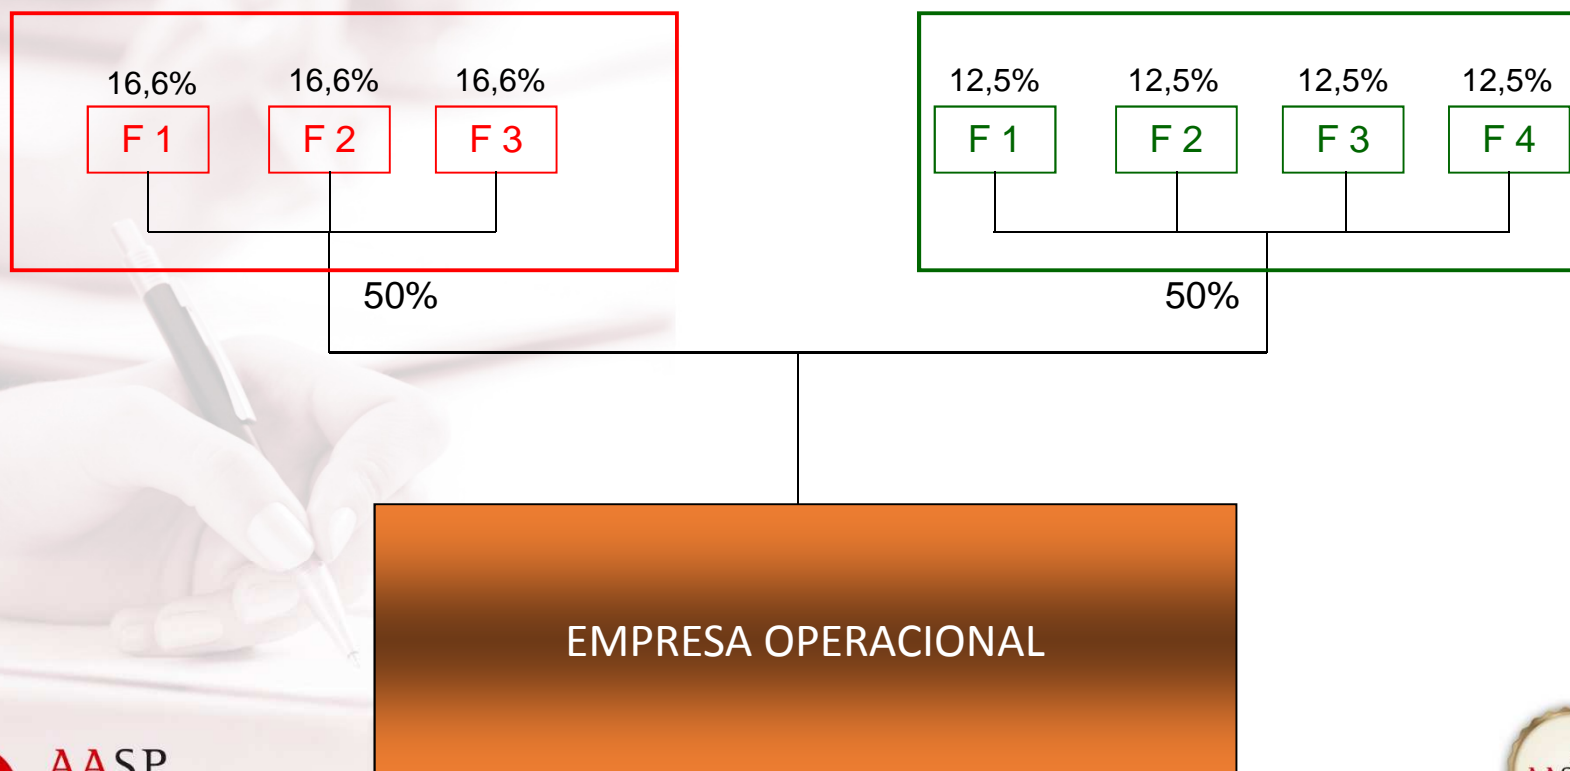 16,6% 16,6% 16,6%
F 1 F 2 F 3
50%
12,5% 12,5% 12,5% 12,5%
F 1 F 2 F 3 F 4
50%
EMPRESA OPERACIONAL
AASP